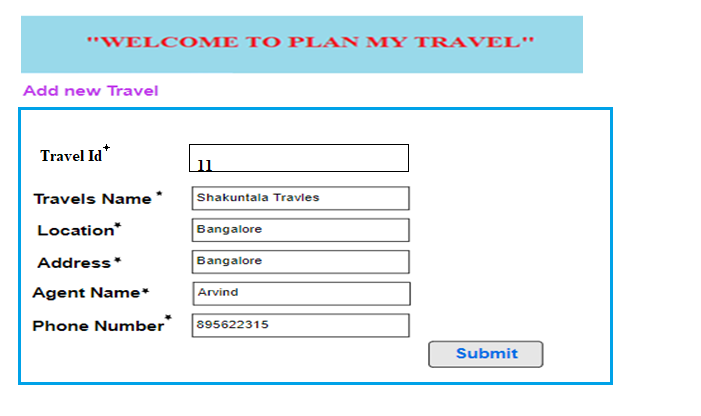 "WELCOME TO PLAN MY TRAVEL"
Add new Travel
Travel Id* 11
Travels Name * Shakuntala Travles
Location* Bangalore
Address* Bangalore
Agent Name* Arvind
Phone Number* 895622315
Submit